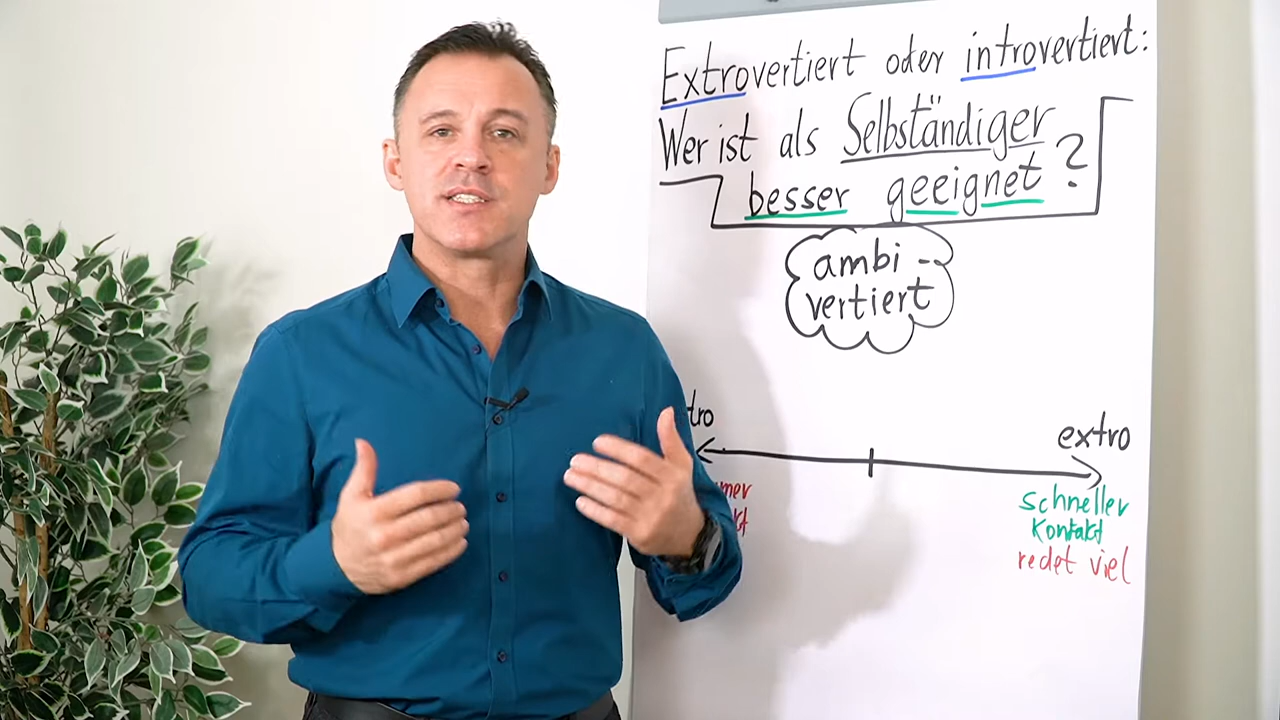 Extrovertiert oder introvertiert:
Wer ist als Selbständiger
besser geeignet?
ambi-
vertiert
extro
schneller
Kontakt
redet viel